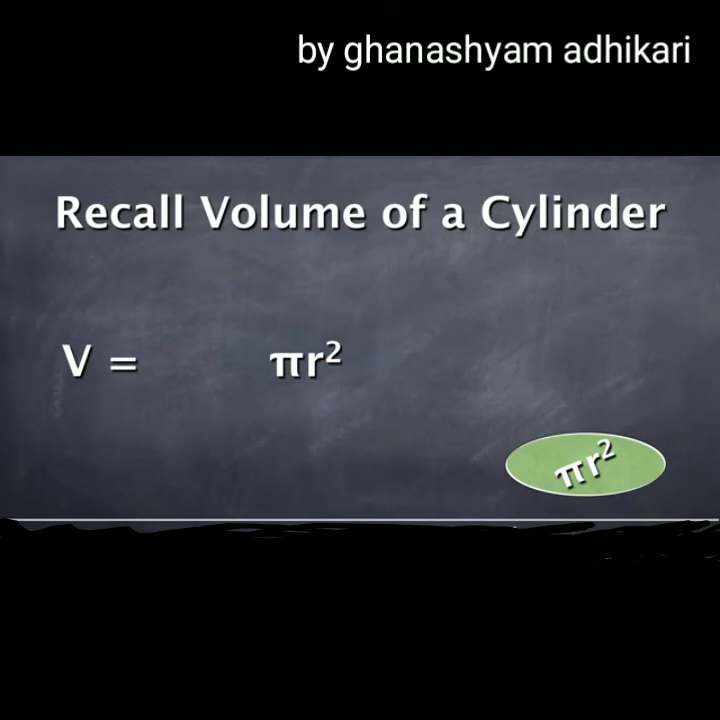 by ghanashyam adhikari
Recall Volume of a Cylinder
V = πr²
πr²